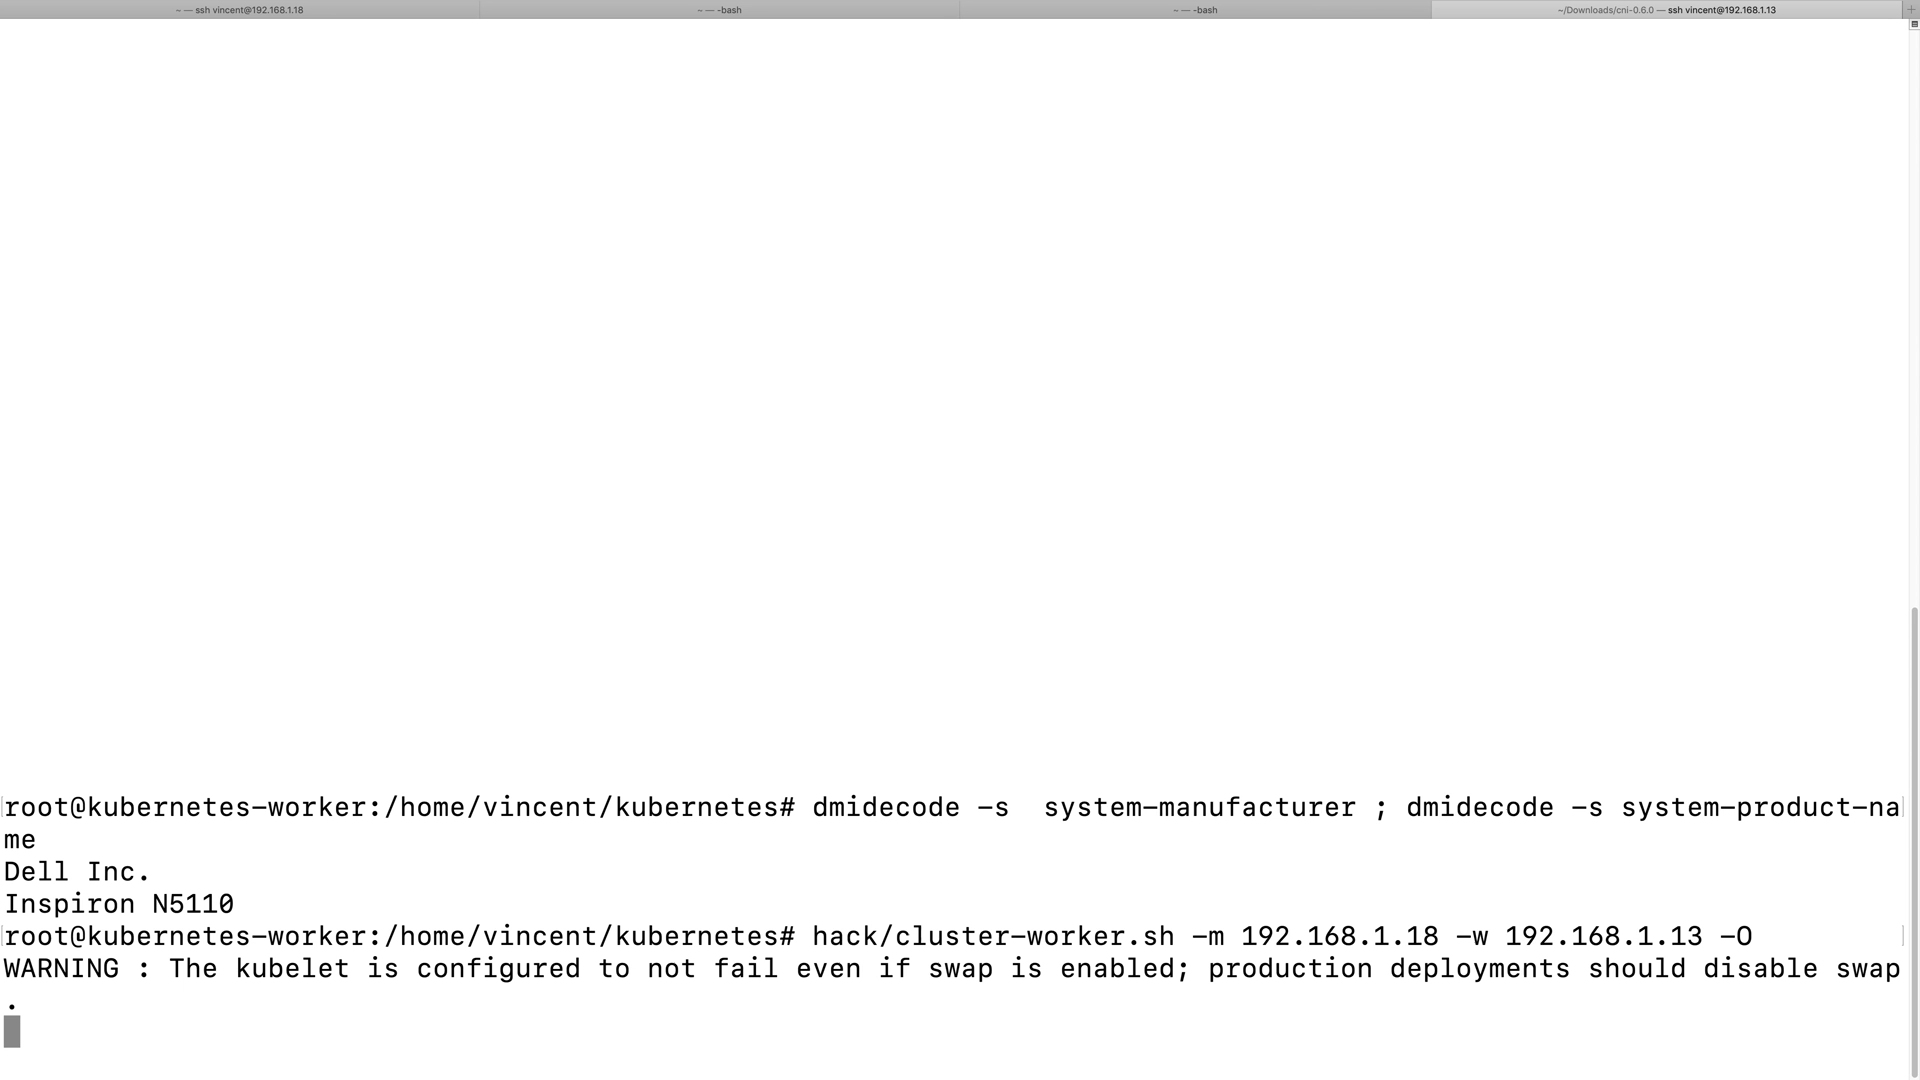 ~ — ssh vincent@192.168.1.18
~ — -bash
~ — -bash
~/Downloads/cni-0.6.0 — ssh vincent@192.168.1.13
root@kubernetes-worker:/home/vincent/kubernetes# dmidecode -s  system-manufacturer ; dmidecode -s system-product-na
me
Dell Inc.
Inspiron N5110
root@kubernetes-worker:/home/vincent/kubernetes# hack/cluster-worker.sh -m 192.168.1.18 -w 192.168.1.13 -O
WARNING : The kubelet is configured to not fail even if swap is enabled; production deployments should disable swap
.